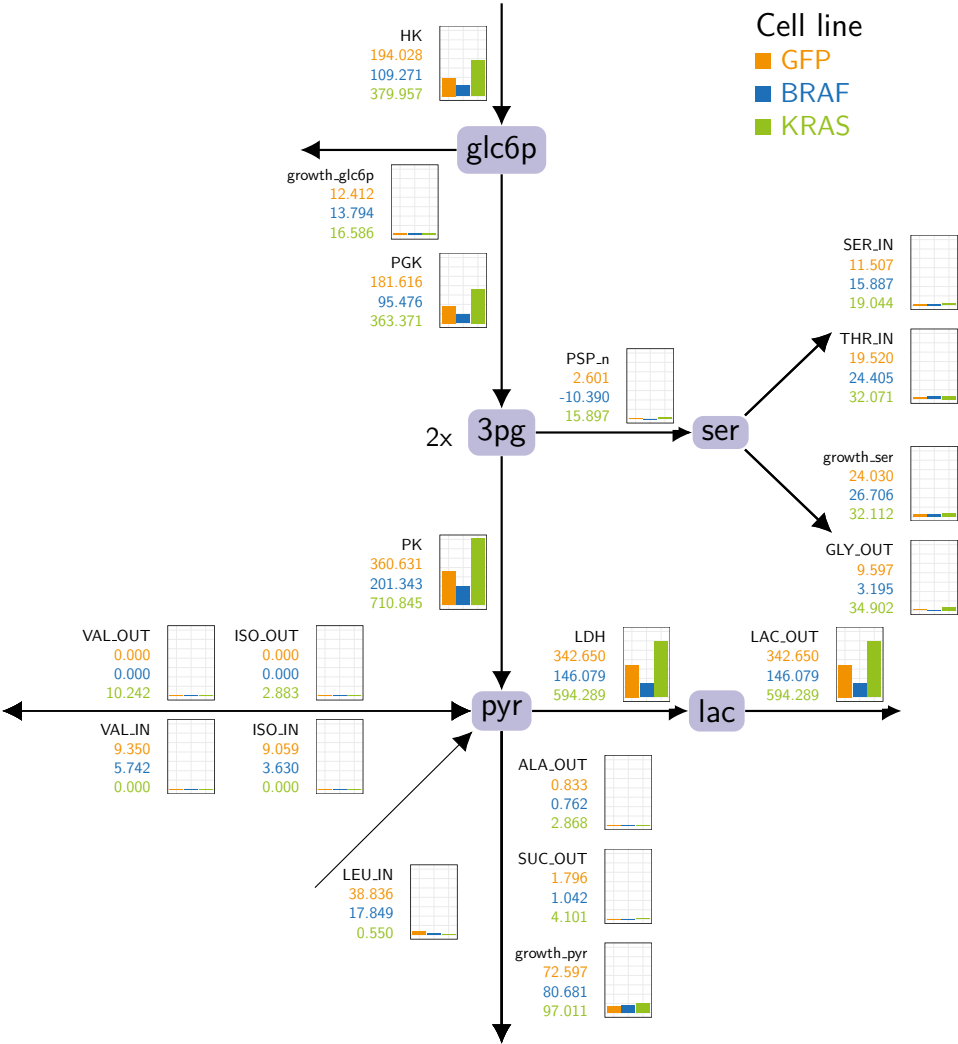 Cell line
GFP
BRAF
KRAS
HK
194.028
109.271
379.957
glc6p
growth_glc6p
12.412
13.794
16.586
PGK
181.616
95.476
363.371
SER_IN
11.507
15.887
19.044
THR_IN
19.520
24.405
32.071
PSP_n
2.601
-10.390
15.897
2x
3pg
ser
growth_ser
24.030
26.706
32.112
GLY_OUT
9.597
3.195
34.902
PK
360.631
201.343
710.845
VAL_OUT
0.000
0.000
10.242
ISO_OUT
0.000
0.000
2.883
LDH
342.650
146.079
594.289
LAC_OUT
342.650
146.079
594.289
pyr
lac
VAL_IN
9.350
5.742
0.000
ISO_IN
9.059
3.630
0.000
ALA_OUT
0.833
0.762
2.868
SUC_OUT
1.796
1.042
4.101
LEU_IN
38.836
17.849
0.550
growth_pyr
72.597
80.681
97.011